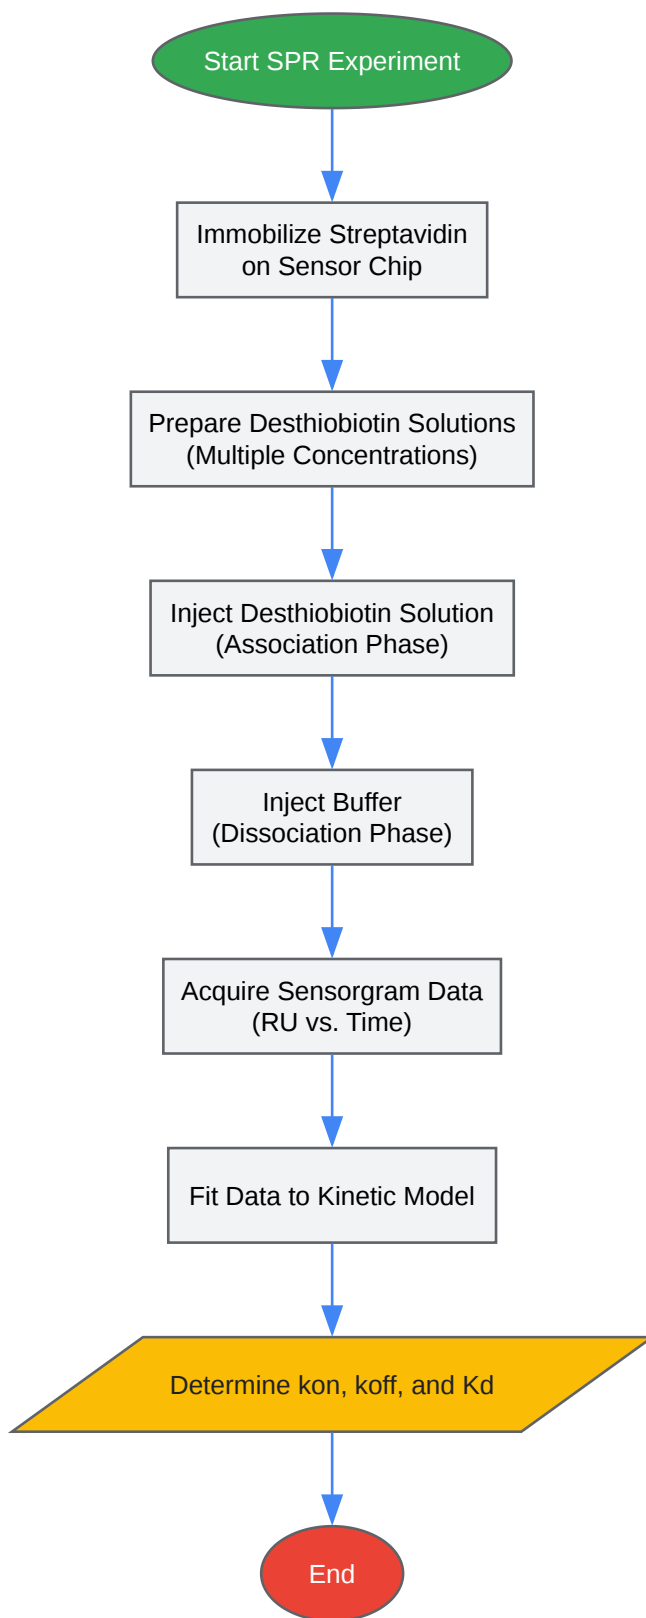 Start SPR Experiment
Immobilize Streptavidin
on Sensor Chip
Prepare Desthiobiotin Solutions
(Multiple Concentrations)
Inject Desthiobiotin Solution
(Association Phase)
Inject Buffer
(Dissociation Phase)
Acquire Sensorgram Data
(RU vs. Time)
Fit Data to Kinetic Model
Determine kon, koff, and Kd
End